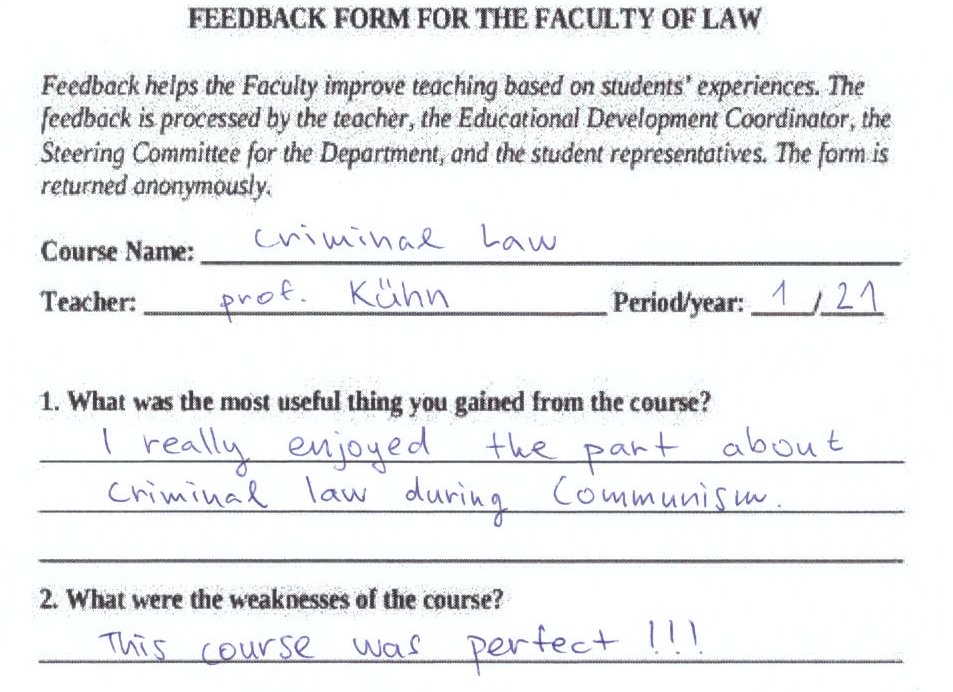 FEEDBACK FORM FOR THE FACULTY OF LAW
Feedback helps the Faculty improve teaching based on students' experiences. The
feedback is processed by the teacher, the Educational Development Coordinator, the
Steering Committee for the Department, and the student representatives. The form is
returned anonymously.
Course Name: Criminal Law
Teacher: prof. Kühn Period/year: 1 / 21
1. What was the most useful thing you gained from the course?
I really enjoyed the part about
Criminal law during Communism.
2. What were the weaknesses of the course?
This course was perfect !!!